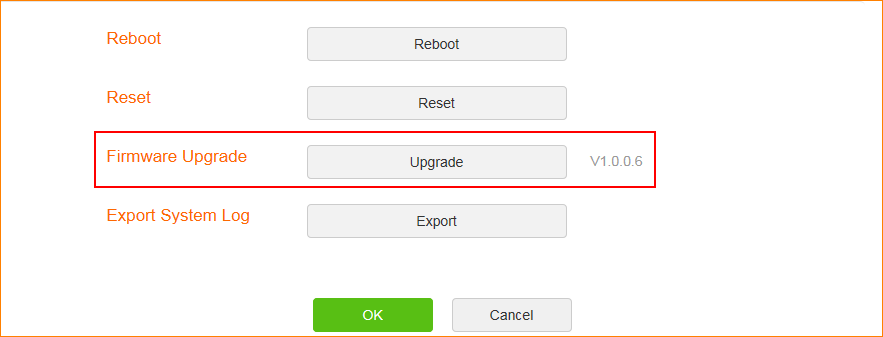 Reboot Reboot
Reset Reset
Firmware Upgrade Upgrade V1.0.0.6
Export System Log Export
OK Cancel